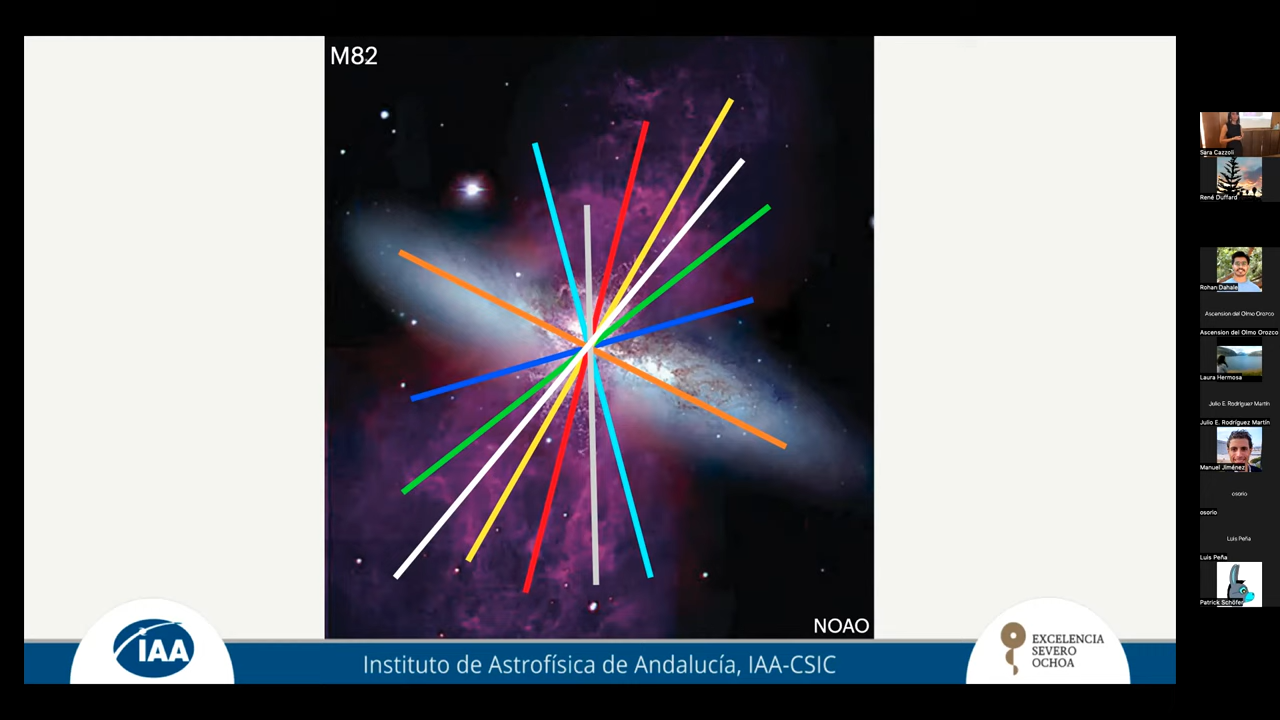 M82
NOAO
IAA
Instituto de Astrofísica de Andalucía, IAA-CSIC
EXCELENCIA
SEVERO
OCHOA
Sara Cazzoli
René Duffard
Rohan Dahale
Ascension del Olmo Orozco
Ascension del Olmo Orozco
Laura Hermosa
Julio E. Rodríguez Martín
Julio E. Rodríguez Martín
Manuel Jiménez
osorio
osorio
Luis Peña
Luis Peña
Patrick Schöfer